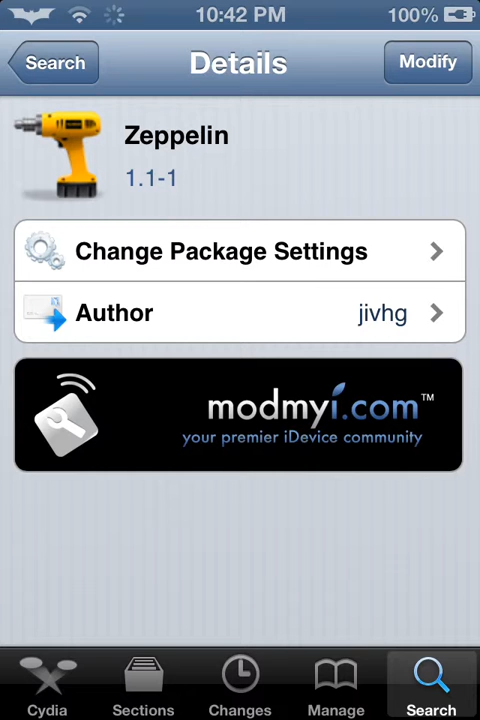 10:42 PM
100%
Search
Details
Modify
Zeppelin
1.1-1
Change Package Settings
Author
jivhg
modmyi.com™
your premier iDevice community
Cydia
Sections
Changes
Manage
Search